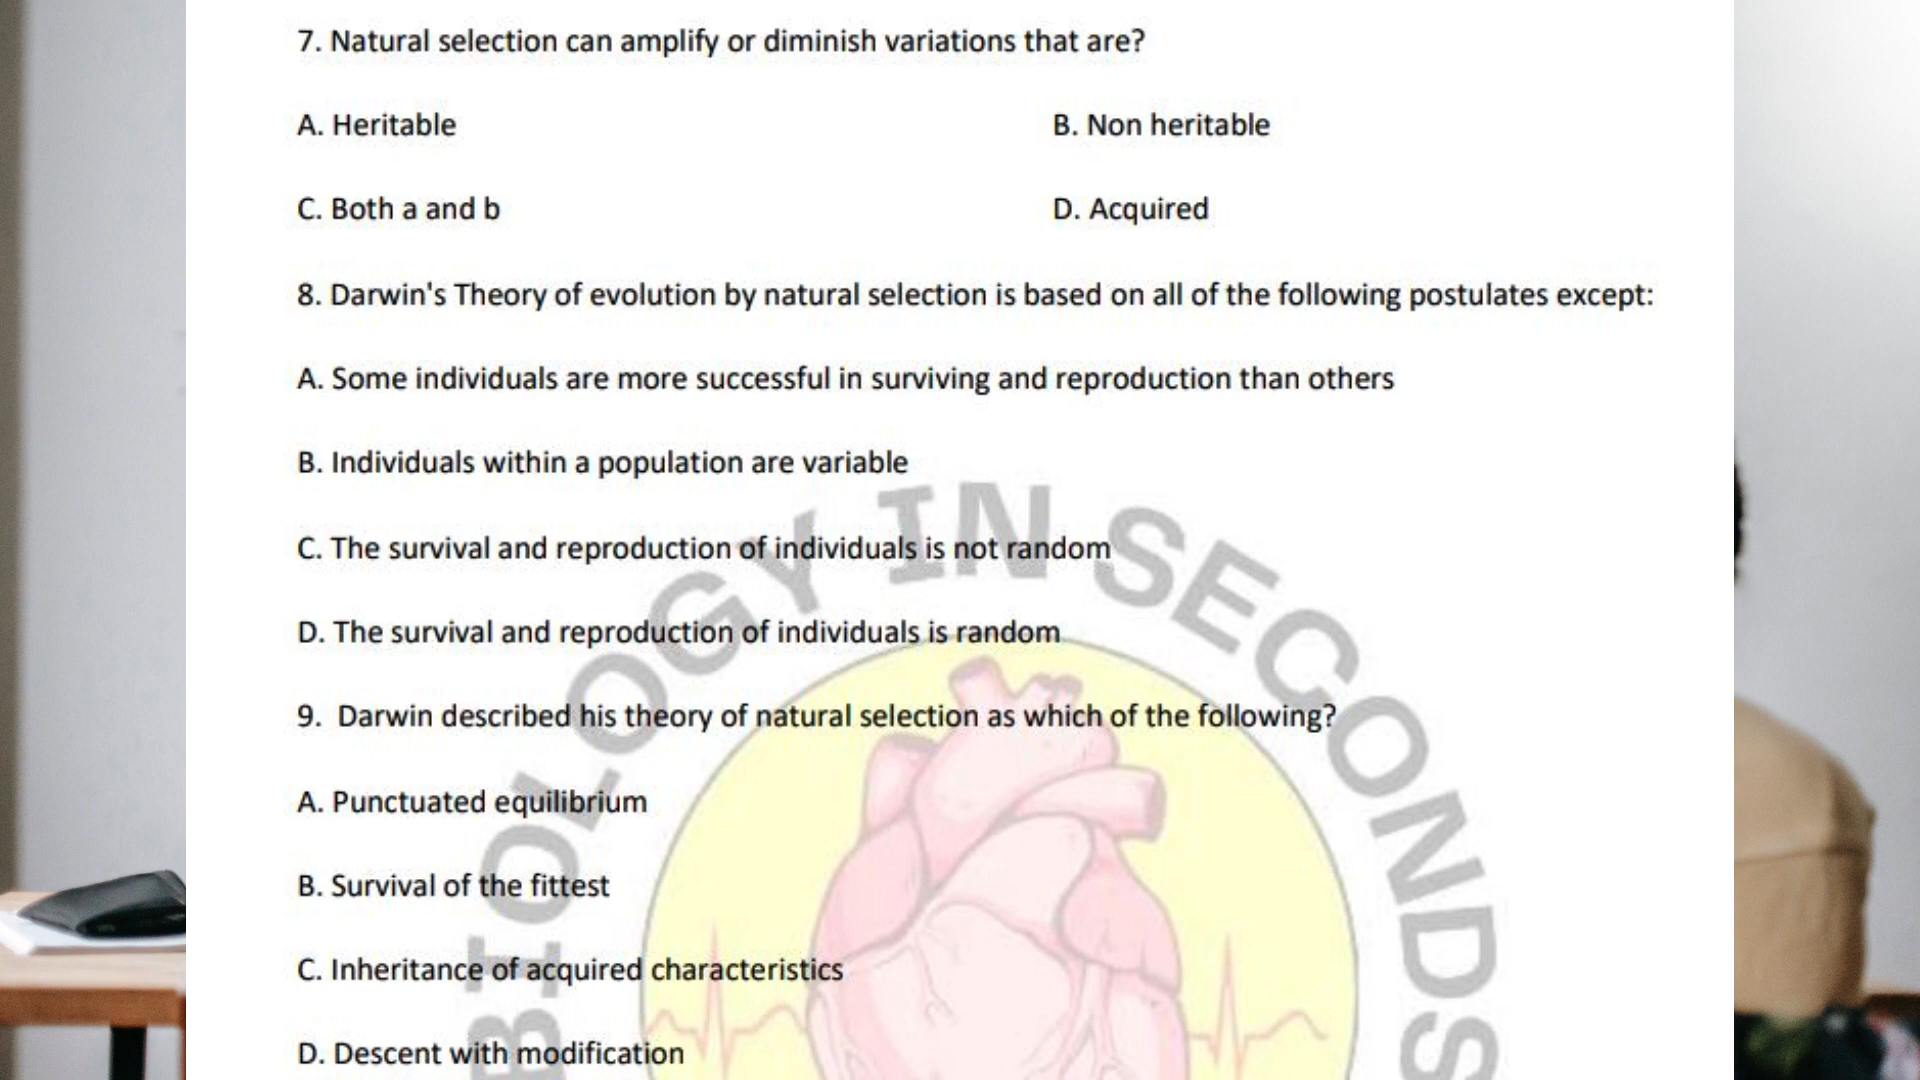 7. Natural selection can amplify or diminish variations that are?
A. Heritable B. Non heritable
C. Both a and b D. Acquired
8. Darwin's Theory of evolution by natural selection is based on all of the following postulates except:
A. Some individuals are more successful in surviving and reproduction than others
B. Individuals within a population are variable
C. The survival and reproduction of individuals is not random
D. The survival and reproduction of individuals is random
9.  Darwin described his theory of natural selection as which of the following?
A. Punctuated equilibrium
B. Survival of the fittest
C. Inheritance of acquired characteristics
D. Descent with modification
BIOLOGY IN SECONDS